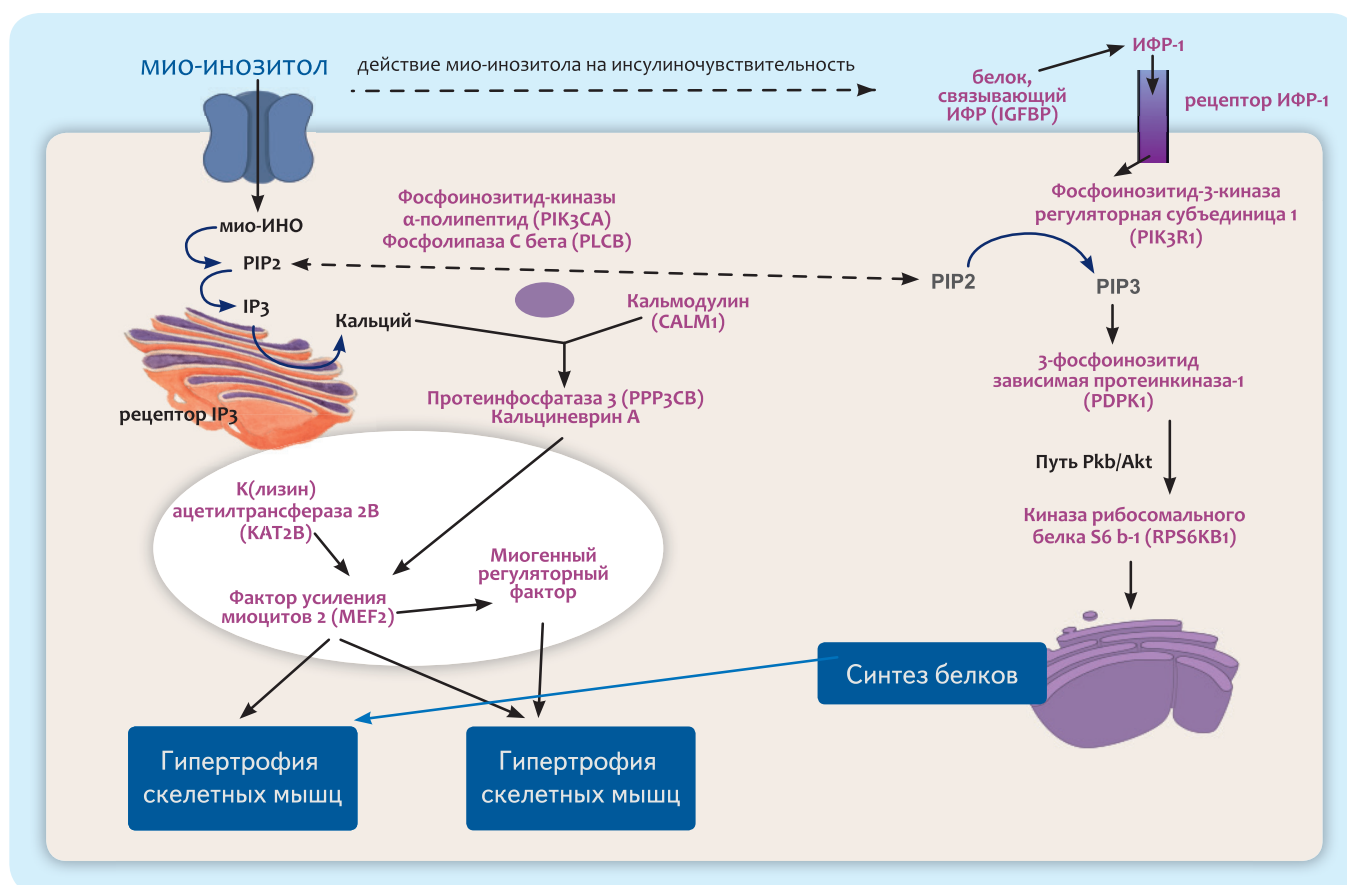 мио-инозитол
действие мио-инозитола на инсулиночувствительность
ИФР-1
белок,
связывающий
ИФР (IGFBP)
рецептор ИФР-1
Фосфоинозитид-киназы
α-полипептид (PIK3CA)
Фосфолипаза С бета (PLCB)
Фосфоинозитид-3-киназа
регуляторная субъединица 1
(PIK3R1)
мио-ИНО
PIP2
IP3
PIP2
PIP3
Кальций
Кальмодулин
(CALM1)
рецептор IP3
Протеинфосфатаза 3 (PPP3CB)
Кальциневрин А
3-фосфоинозитид
зависимая протеинкиназа-1
(PDPK1)
Путь Pkb/Akt
К(лизин)
ацетилтрансфераза 2В
(KAT2B)
Киназа рибосомального
белка S6 b-1 (RPS6KB1)
Миогенный
регуляторный
фактор
Фактор усиления
миоцитов 2 (MEF2)
Синтез белков
Гипертрофия
скелетных мышц
Гипертрофия
скелетных мышц